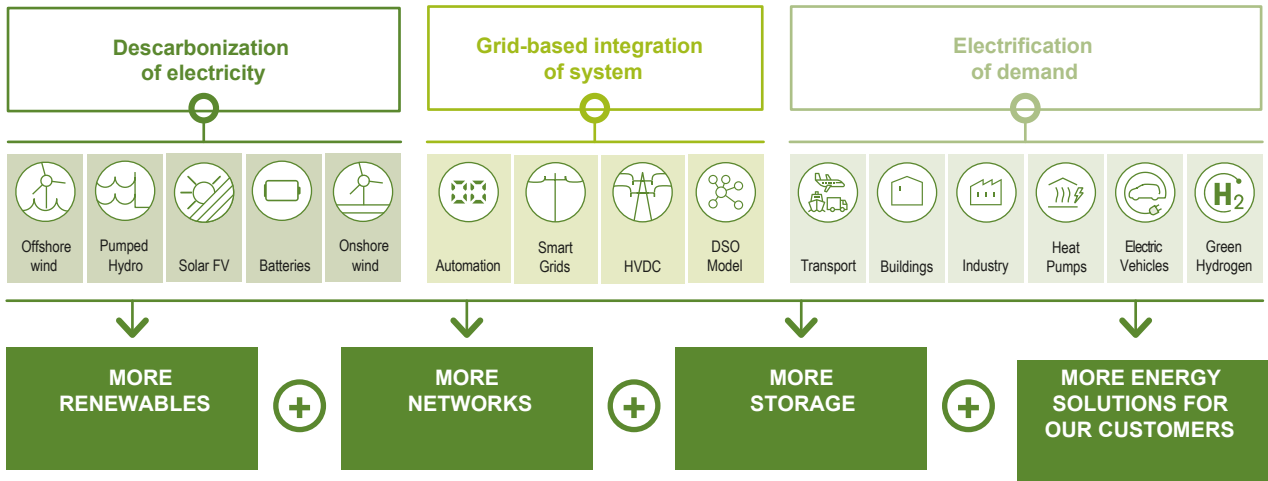 Descarbonization
of electricity
Grid-based integration
of system
Electrification
of demand
Offshore
wind
Pumped
Hydro
Solar FV
Batteries
Onshore
wind
Automation
Smart
Grids
HVDC
DSO
Model
Transport
Buildings
Industry
Heat
Pumps
Electric
Vehicles
H2
Green
Hydrogen
MORE
RENEWABLES
+
MORE
NETWORKS
+
MORE
STORAGE
+
MORE ENERGY
SOLUTIONS FOR
OUR CUSTOMERS